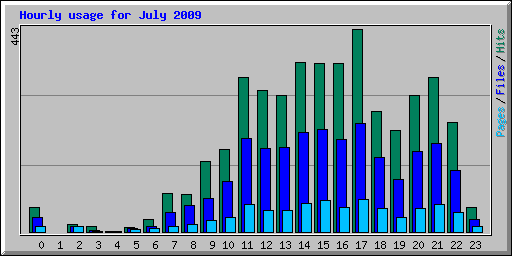 Hourly usage for July 2009
443
Pages / Files / Hits
0 1 2 3 4 5 6 7 8 9 10 11 12 13 14 15 16 17 18 19 20 21 22 23